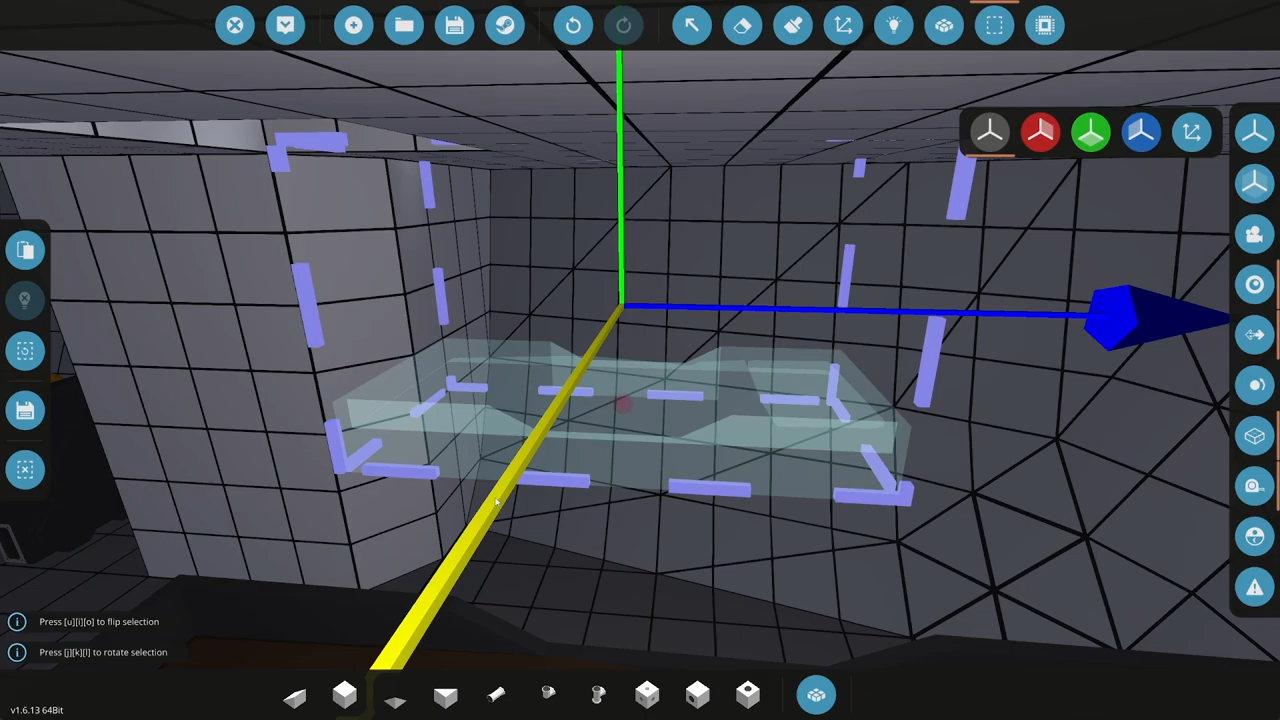 Press [u][i][o] to flip selection
Press [j][k][l] to rotate selection
v1.6.13 64Bit